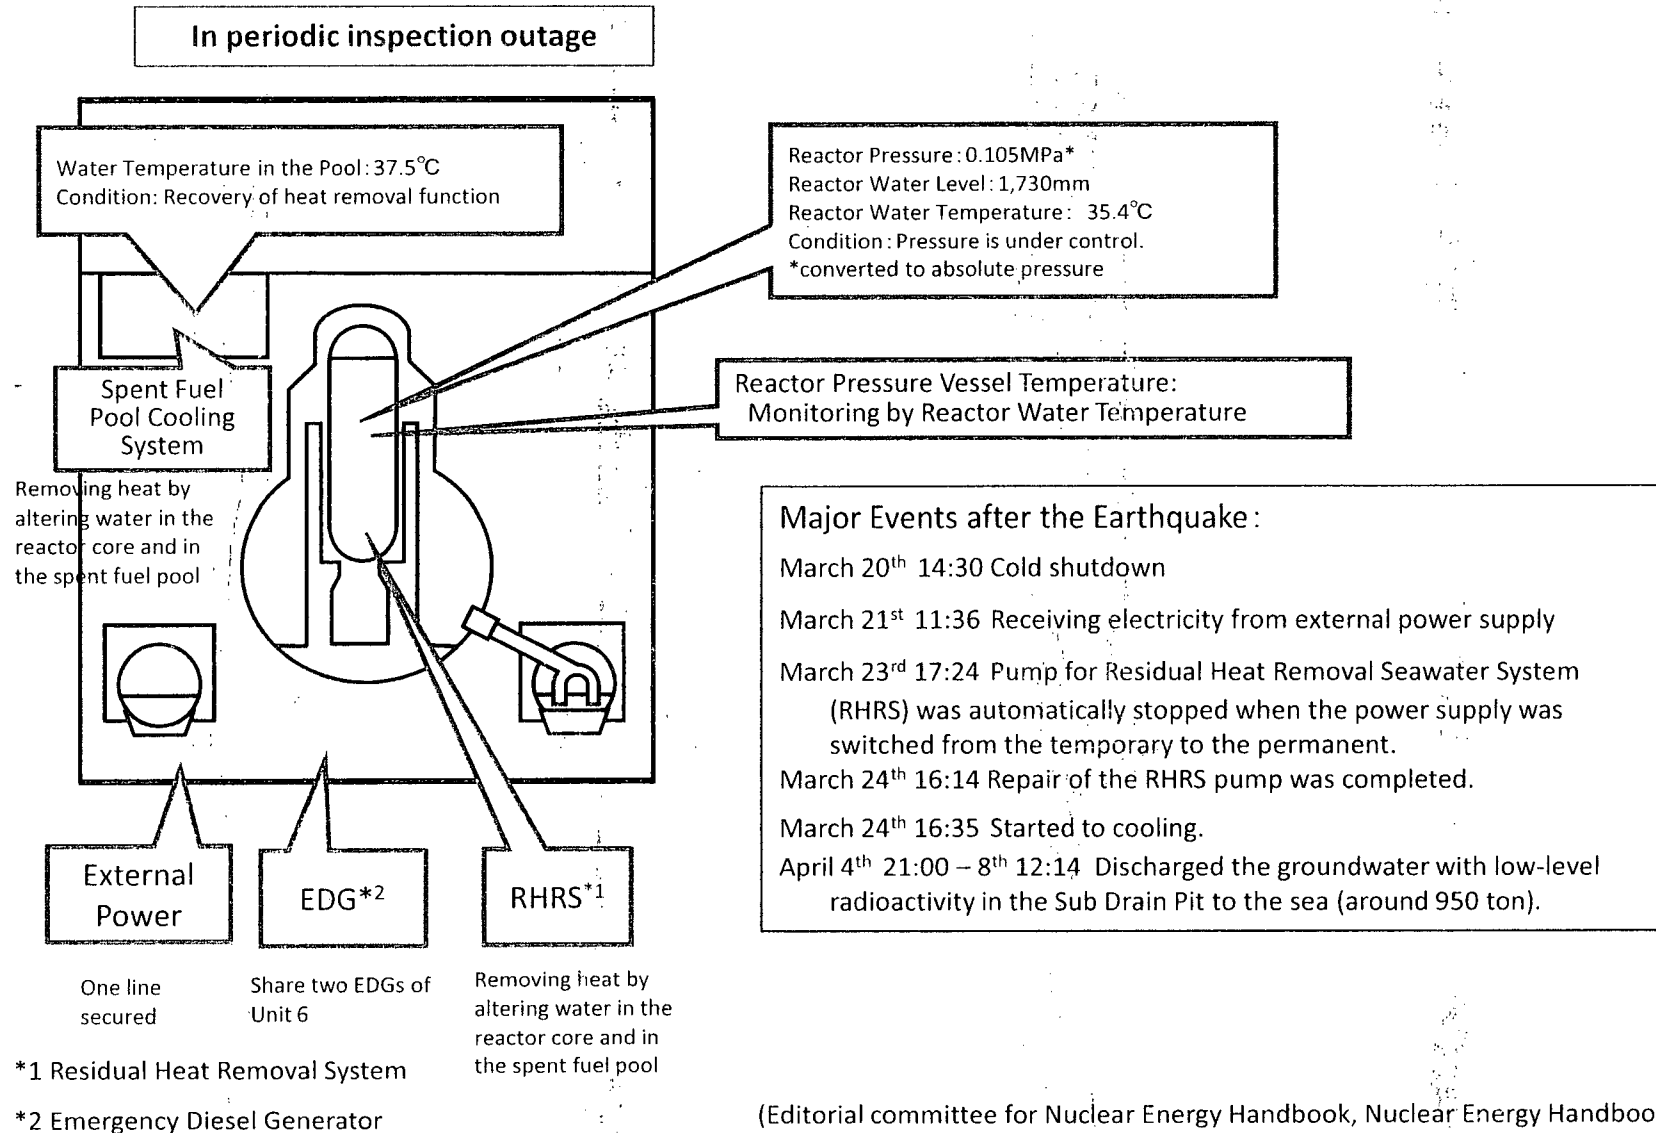 In periodic inspection outage
Water Temperature in the Pool: 37.5℃
Condition: Recovery of heat removal function
Reactor Pressure: 0.105MPa*
Reactor Water Level: 1,730mm
Reactor Water Temperature: 35.4℃
Condition: Pressure is under control.
*converted to absolute pressure
Spent Fuel
Pool Cooling
System
Removing heat by
altering water in the
reactor core and in
the spent fuel pool
Reactor Pressure Vessel Temperature:
Monitoring by Reactor Water Temperature
Major Events after the Earthquake:
March 20th 14:30 Cold shutdown
March 21st 11:36 Receiving electricity from external power supply
March 23rd 17:24 Pump for Residual Heat Removal Seawater System
(RHRS) was automatically stopped when the power supply was
switched from the temporary to the permanent.
March 24th 16:14 Repair of the RHRS pump was completed.
March 24th 16:35 Started to cooling.
April 4th 21:00 – 8th 12:14 Discharged the groundwater with low-level
radioactivity in the Sub Drain Pit to the sea (around 950 ton).
External
Power
EDG*2
RHRS*1
One line
secured
Share two EDGs of
Unit 6
Removing heat by
altering water in the
reactor core and in
the spent fuel pool
*1 Residual Heat Removal System
*2 Emergency Diesel Generator
(Editorial committee for Nuclear Energy Handbook, Nuclear Energy Handboo